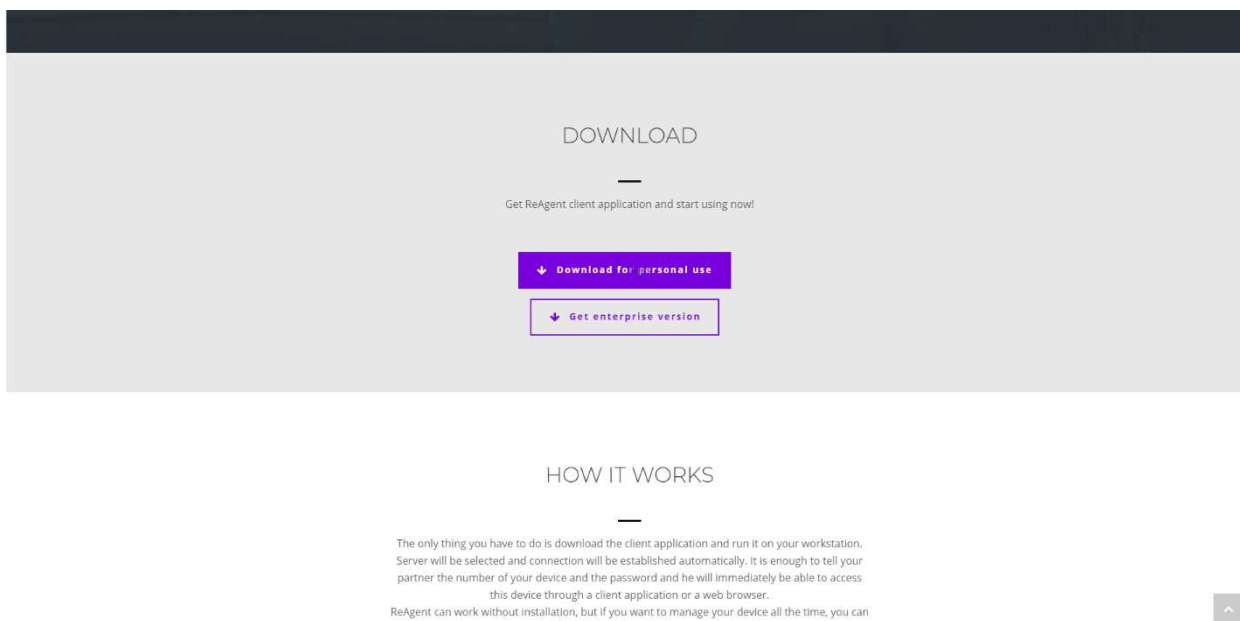 DOWNLOAD
Get ReAgent client application and start using now!
Download for personal use
Get enterprise version
HOW IT WORKS
The only thing you have to do is download the client application and run it on your workstation.
Server will be selected and connection will be established automatically. It is enough to tell your
partner the number of your device and the password and he will immediately be able to access
this device through a client application or a web browser.
ReAgent can work without installation, but if you want to manage your device all the time, you can